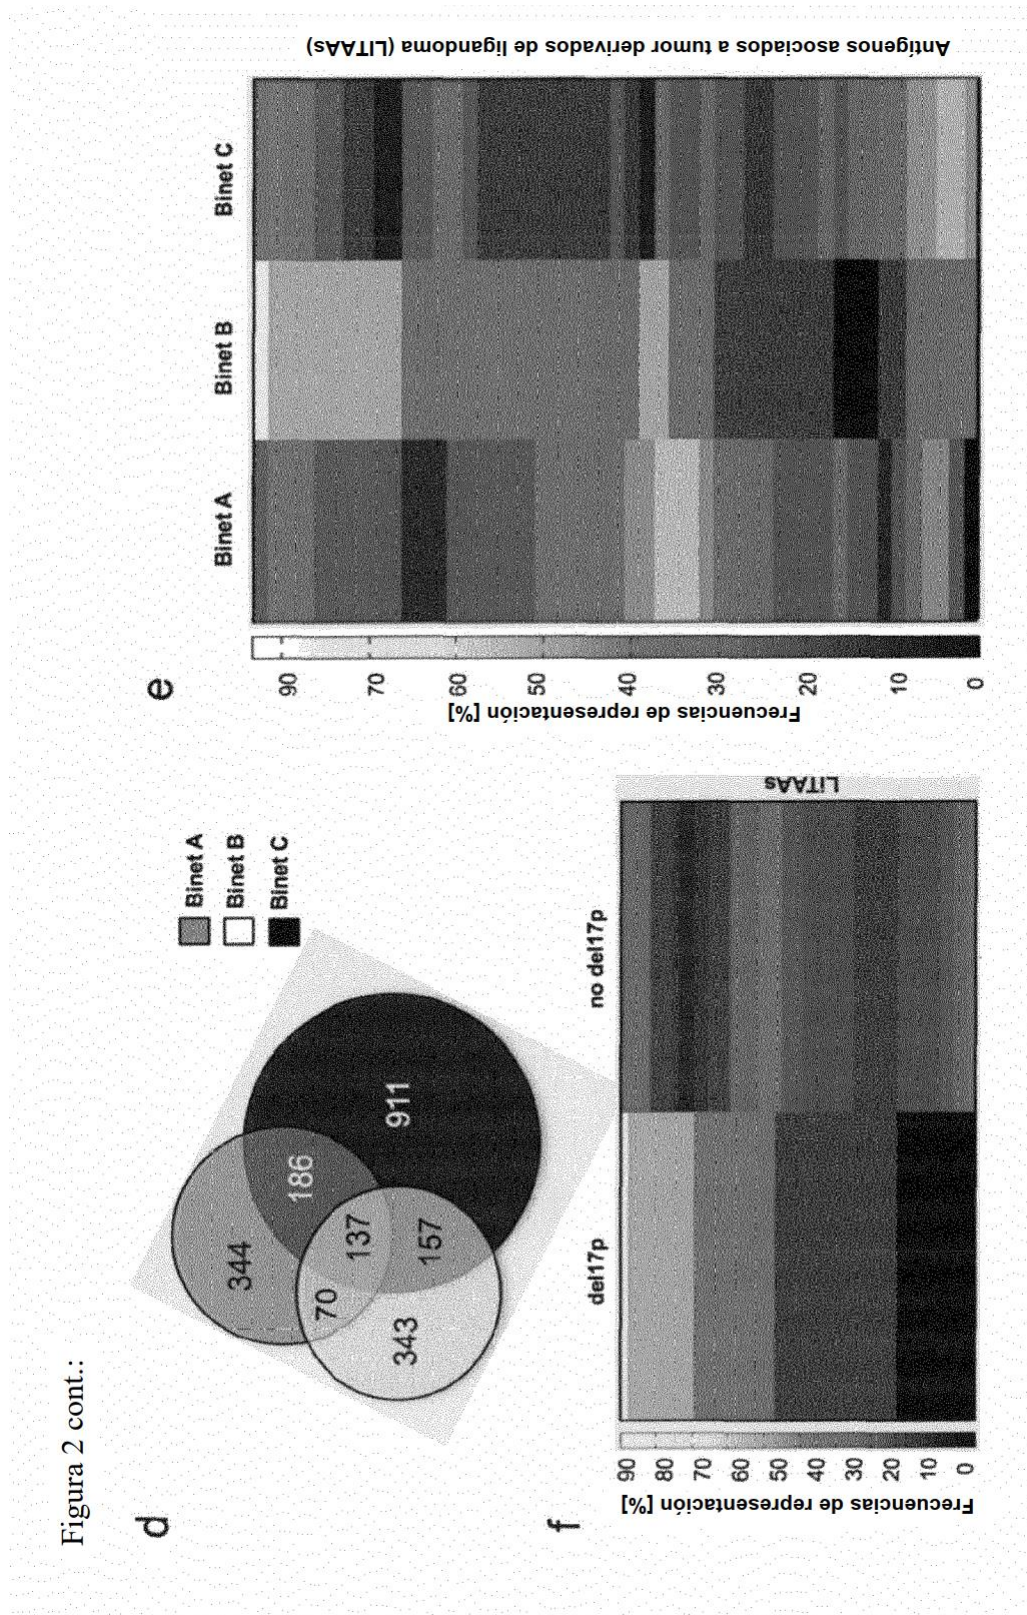 Figura 2 cont.:
d
344
186
911
70
137
157
343
Binet A
Binet B
Binet C
e
Binet A
Binet B
Binet C
90
70
60
50
40
30
20
10
0
Frecuencias de representación [%]
Antígenos asociados a tumor derivados de ligandoma (LiTAAs)
f
del17p
no del17p
90
80
70
60
50
40
30
20
10
0
Frecuencias de representación [%]
LiTAAs